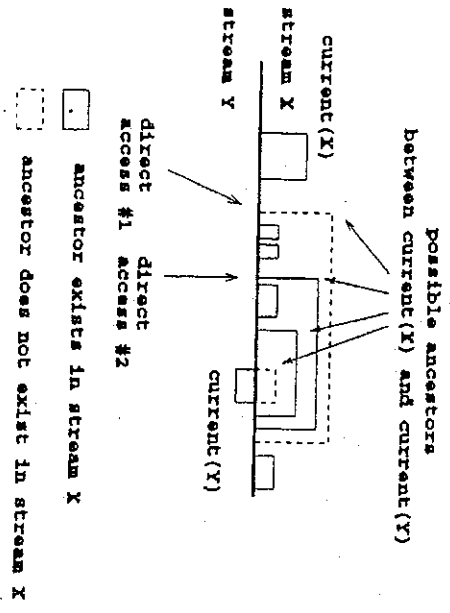 possible ancestors
between current(X) and current(Y)
current(X)
stream X
stream Y
current(Y)
direct
access #1
direct
access #2
ancestor exists in stream X
ancestor does not exist in stream X